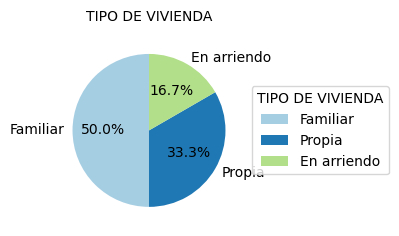 TIPO DE VIVIENDA
En arriendo
16.7%
Familiar
50.0%
33.3%
Propia
TIPO DE VIVIENDA
Familiar
Propia
En arriendo